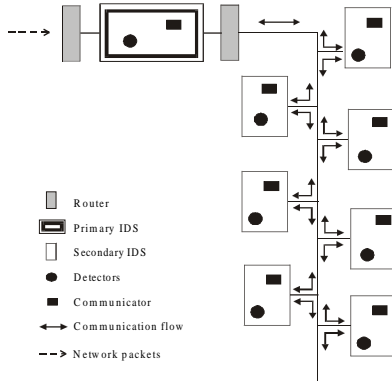 Router
Primary IDS
Secondary IDS
Detectors
Communicator
Communication flow
Network packets